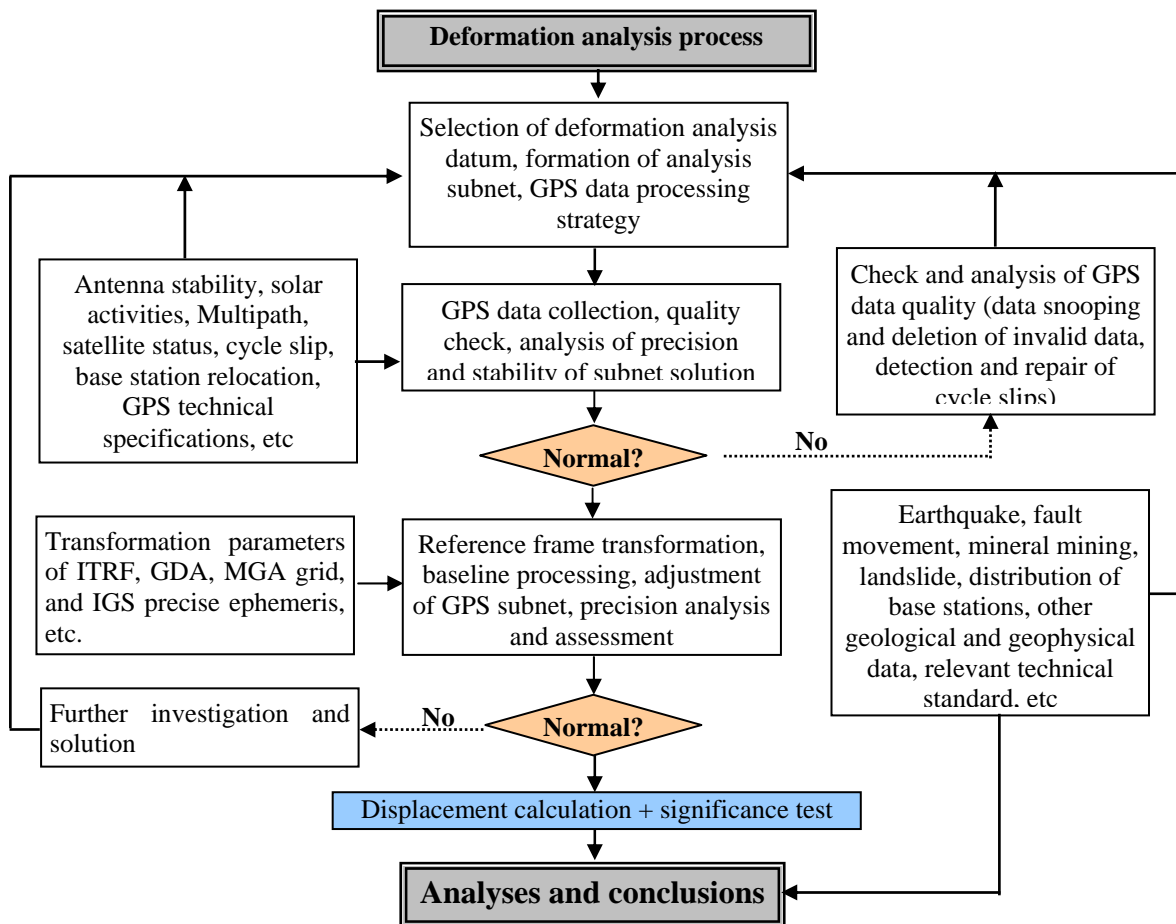 Deformation analysis process
Selection of deformation analysis
datum, formation of analysis
subnet, GPS data processing
strategy
Antenna stability, solar
activities, Multipath,
satellite status, cycle slip,
base station relocation,
GPS technical
specifications, etc
GPS data collection, quality
check, analysis of precision
and stability of subnet solution
Check and analysis of GPS
data quality (data snooping
and deletion of invalid data,
detection and repair of
cycle slips)
Normal?
No
Transformation parameters
of ITRF, GDA, MGA grid,
and IGS precise ephemeris,
etc.
Reference frame transformation,
baseline processing, adjustment
of GPS subnet, precision analysis
and assessment
Earthquake, fault
movement, mineral mining,
landslide, distribution of
base stations, other
geological and geophysical
data, relevant technical
standard. etc
Further investigation and
solution
No
Normal?
Displacement calculation + significance test
Analyses and conclusions